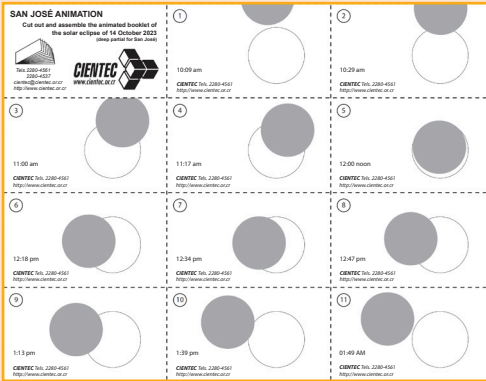 SAN JOSÉ ANIMATION
Cut out and assemble the animated booklet of
the solar eclipse of 14 October 2023
(deep partial for San José)
Tels. 2280-4561
2280-4537
cientec@cientec.or.cr
http://www.cientec.or.cr
CIENTEC
www.cientec.or.cr
1
10:09 am
CIENTEC Tels. 2280-4561
http://www.cientec.or.cr
2
10:29 am
CIENTEC Tels. 2280-4561
http://www.cientec.or.cr
3
11:00 am
CIENTEC Tels. 2280-4561
http://www.cientec.or.cr
4
11:17 am
CIENTEC Tels. 2280-4561
http://www.cientec.or.cr
5
12:00 noon
CIENTEC Tels. 2280-4561
http://www.cientec.or.cr
6
12:18 pm
CIENTEC Tels. 2280-4561
http://www.cientec.or.cr
7
12:34 pm
CIENTEC Tels. 2280-4561
http://www.cientec.or.cr
8
12:47 pm
CIENTEC Tels. 2280-4561
http://www.cientec.or.cr
9
1:13 pm
CIENTEC Tels. 2280-4561
http://www.cientec.or.cr
10
1:39 pm
CIENTEC Tels. 2280-4561
http://www.cientec.or.cr
11
01:49 AM
CIENTEC Tels. 2280-4561
http://www.cientec.or.cr